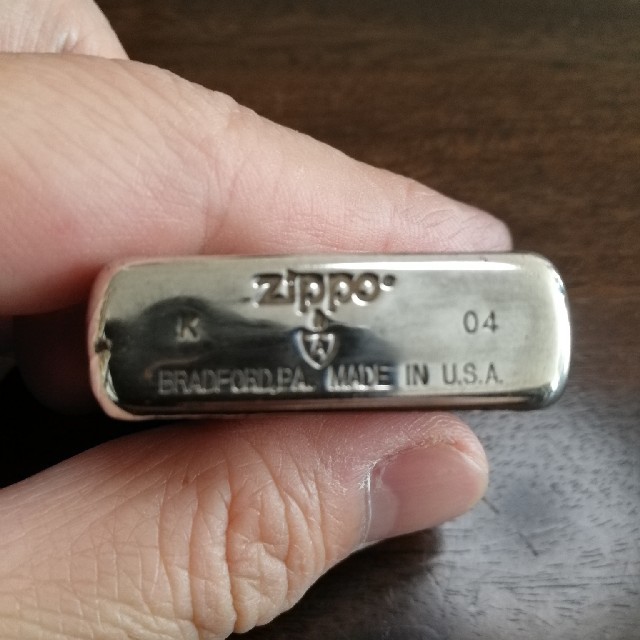 zippo
K 04
A
BRADFORD,PA. MADE IN U.S.A.